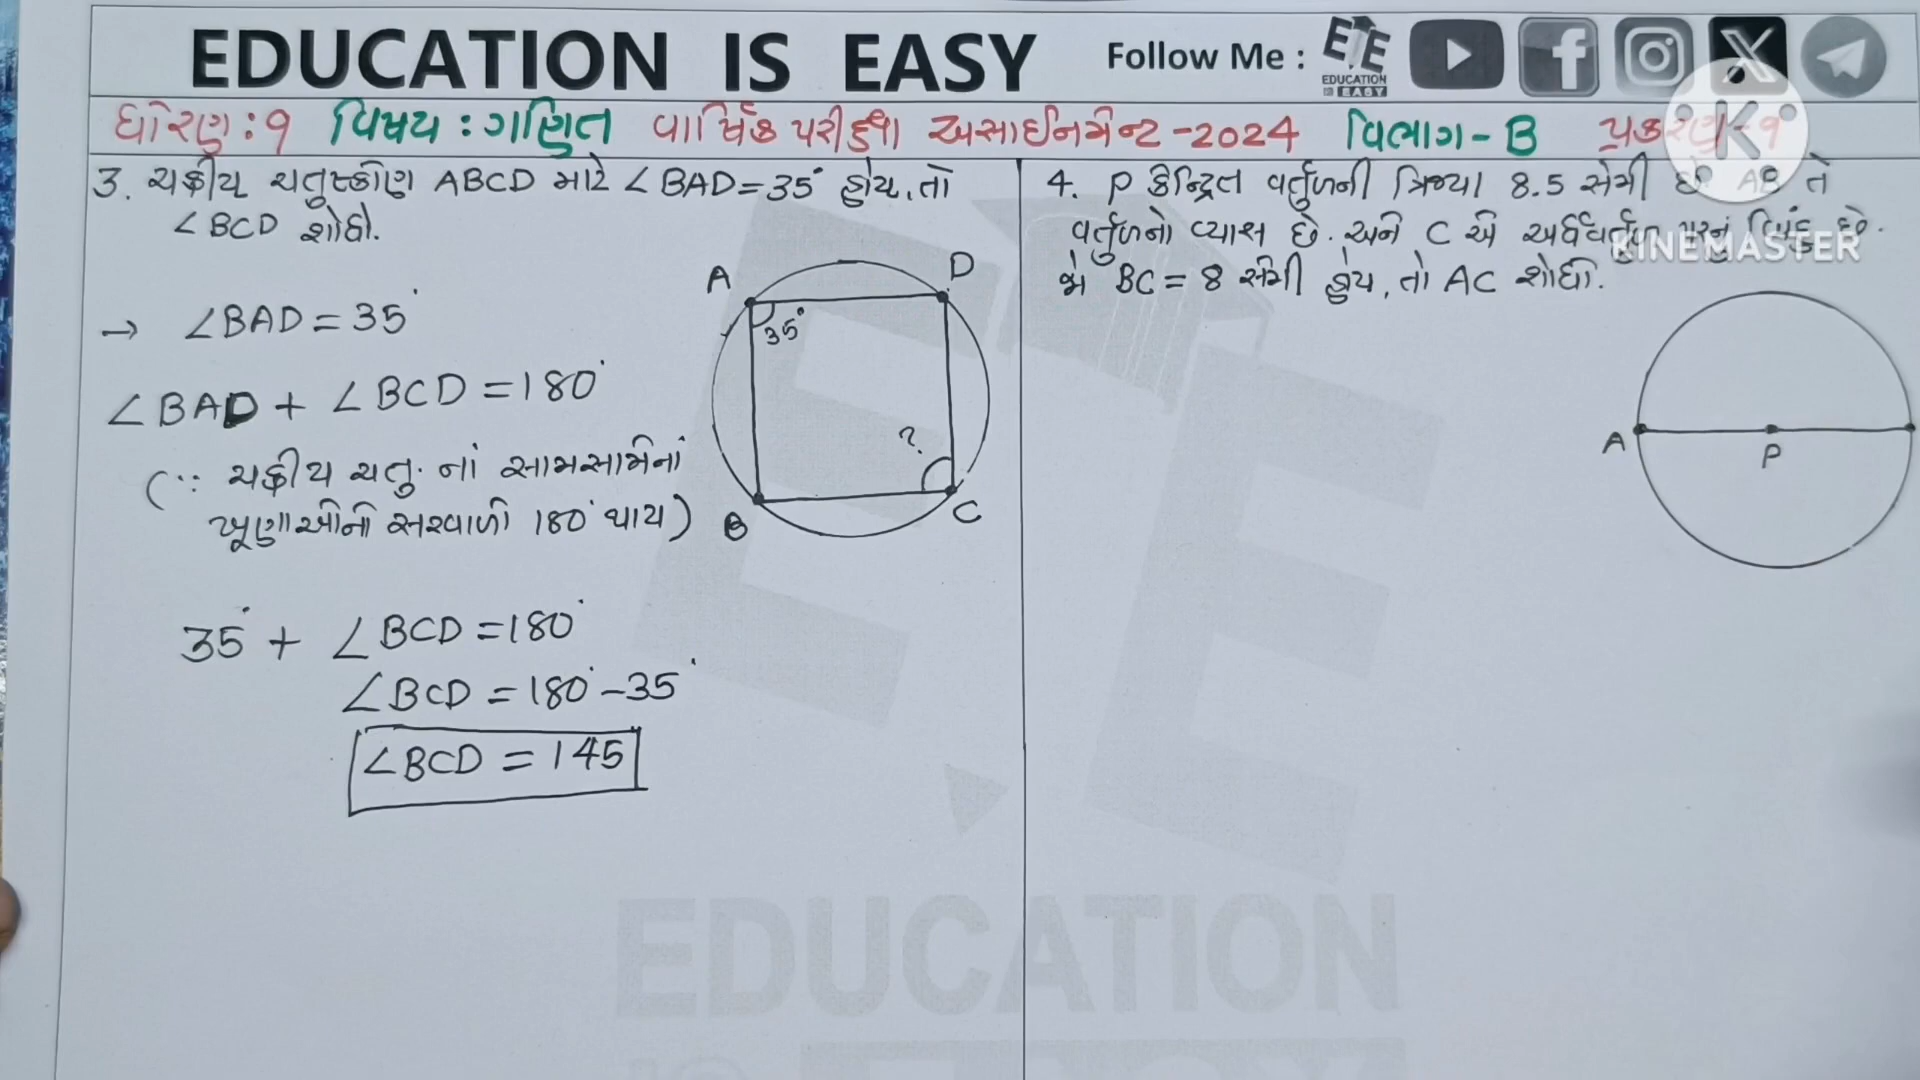 EDUCATION IS EASY Follow Me : ETE EDUCATION IS EASY
ધોરણ : ૧ વિષય : ગણિત વાર્ષિક પરીક્ષા અસાઈનમેન્ટ -2024 વિભાગ - B
3. ચક્રીય ચતુષ્કોણ ABCD માટે ∠BAD = 35° હોય, તો
∠BCD શોધો.
→ ∠BAD = 35°
∠BAD + ∠BCD = 180°
(∵ ચક્રીય ચતુ. નાં સામસામેનાં
ખૂણાઓનો સરવાળો 180° થાય)
35° + ∠BCD = 180°
∠BCD = 180° - 35°
∠BCD = 145
A D
35°
?
B C
4. P કેન્દ્રિત વર્તુળની ત્રિજ્યા 8.5 સેમી છે. AB તે
વર્તુળનો વ્યાસ છે. અને C એ અર્ધવર્તુળ પરનું બિંદુ છે.
જો BC = 8 સેમી હોય, તો AC શોધો.
A P
K
KINEMASTER
EDUCATION